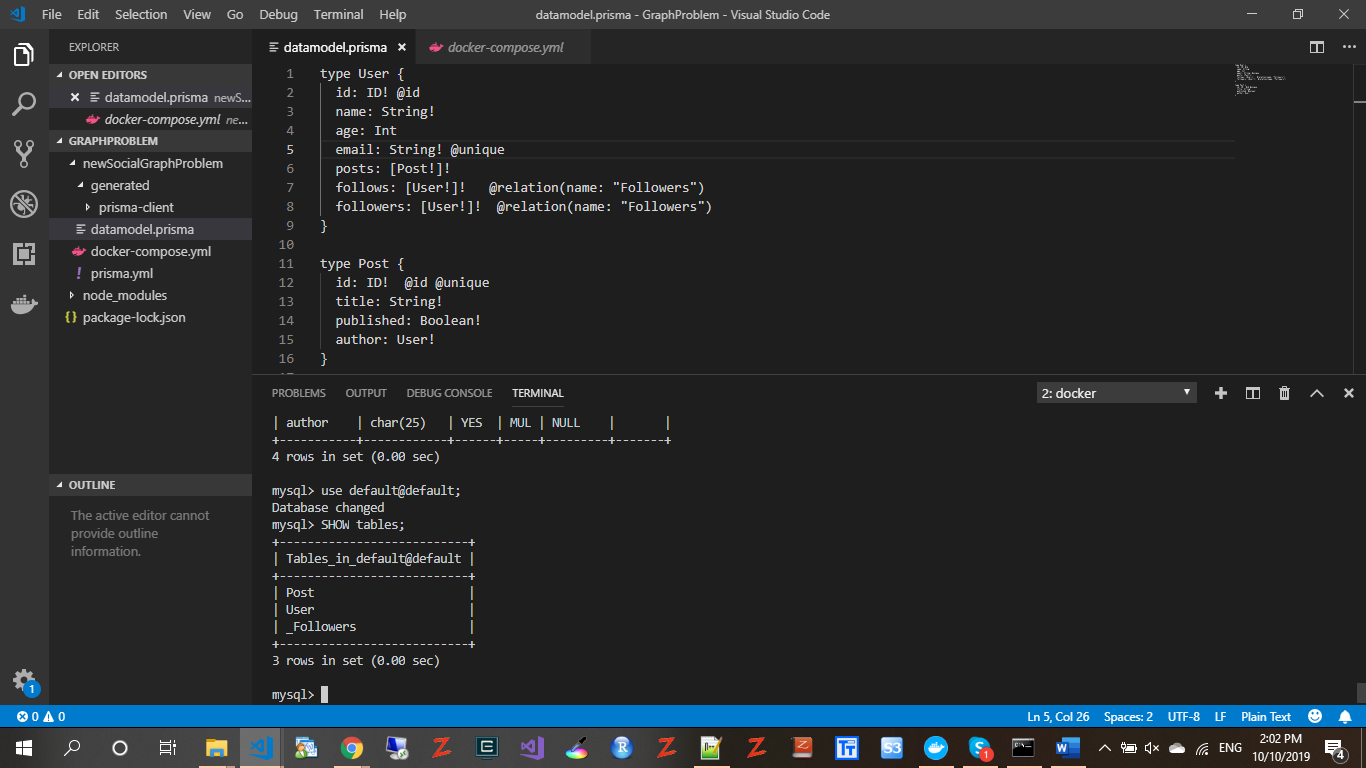 File Edit Selection View Go Debug Terminal Help datamodel.prisma - GraphProblem - Visual Studio Code
EXPLORER
OPEN EDITORS
datamodel.prisma newS...
docker-compose.yml ne...
GRAPHPROBLEM
newSocialGraphProblem
generated
prisma-client
datamodel.prisma
docker-compose.yml
! prisma.yml
node_modules
{} package-lock.json
OUTLINE
The active editor cannot
provide outline
information.
1
datamodel.prisma docker-compose.yml
1 type User {
2 id: ID! @id
3 name: String!
4 age: Int
5 email: String! @unique
6 posts: [Post!]!
7 follows: [User!]! @relation(name: "Followers")
8 followers: [User!]! @relation(name: "Followers")
9 }
10
11 type Post {
12 id: ID! @id @unique
13 title: String!
14 published: Boolean!
15 author: User!
16 }
PROBLEMS OUTPUT DEBUG CONSOLE TERMINAL 2: docker
| author | char(25) | YES | MUL | NULL | |
+-----------+------------+------+-----+---------+-------+
4 rows in set (0.00 sec)
mysql> use default@default;
Database changed
mysql> SHOW tables;
+---------------------------+
| Tables_in_default@default |
+---------------------------+
| Post |
| User |
| _Followers |
+---------------------------+
3 rows in set (0.00 sec)
mysql>
0 0 Ln 5, Col 26 Spaces: 2 UTF-8 LF Plain Text
ENG 2:02 PM
10/10/2019
4